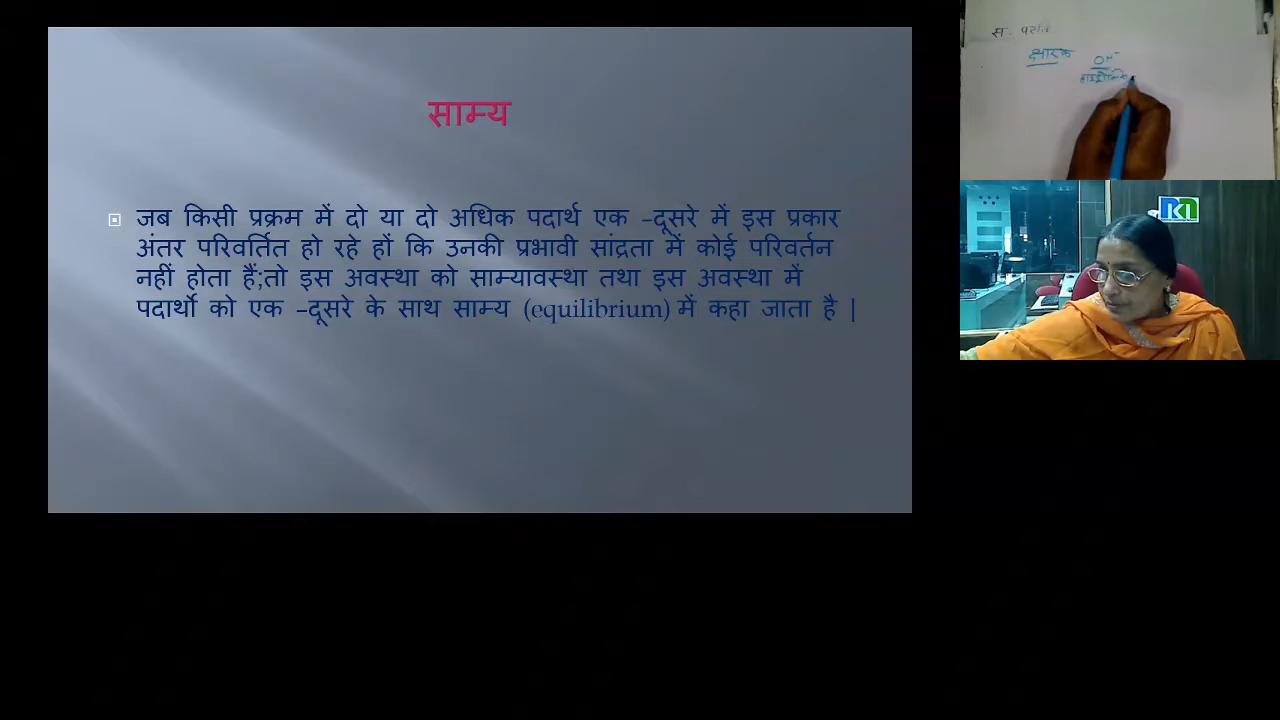 साम्य
जब किसी प्रक्रम में दो या दो अधिक पदार्थ एक –दूसरे में इस प्रकार
अंतर परिवर्तित हो रहे हों कि उनकी प्रभावी सांद्रता में कोई परिवर्तन
नहीं होता हैं;तो इस अवस्था को साम्यावस्था तथा इस अवस्था में
पदार्थो को एक –दूसरे के साथ साम्य (equilibrium) में कहा जाता है |
क्षारक
OH⁻